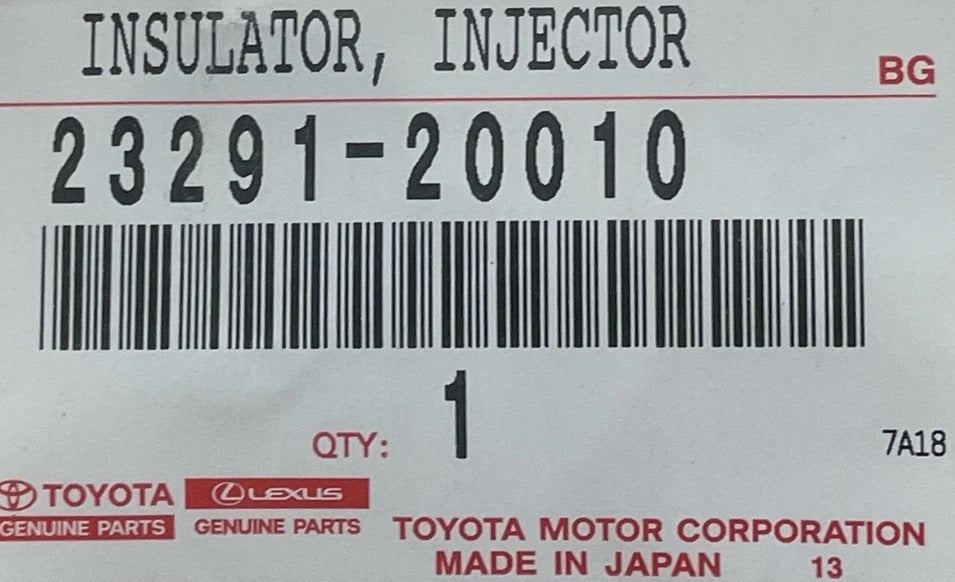 INSULATOR, INJECTOR
BG
23291-20010
QTY: 1
7A18
TOYOTA LEXUS
GENUINE PARTS GENUINE PARTS
TOYOTA MOTOR CORPORATION
MADE IN JAPAN 13